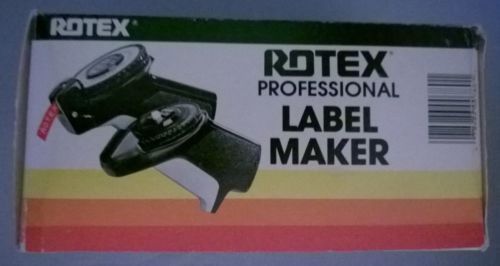 ROTEX®
ROTEX®
PROFESSIONAL
LABEL
MAKER